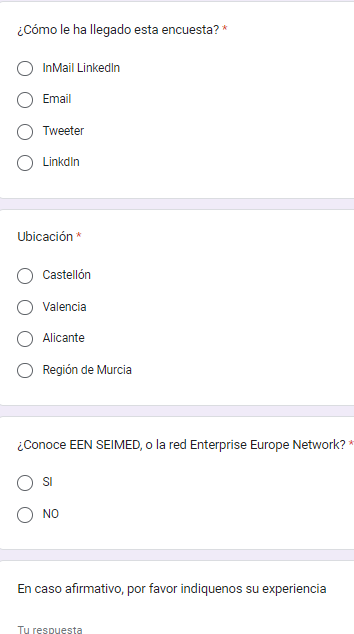 ¿Cómo le ha llegado esta encuesta? *
InMail LinkedIn
Email
Tweeter
LinkdIn
Ubicación *
Castellón
Valencia
Alicante
Región de Murcia
¿Conoce EEN SEIMED, o la red Enterprise Europe Network? *
SI
NO
En caso afirmativo, por favor indiquenos su experiencia
Tu respuesta